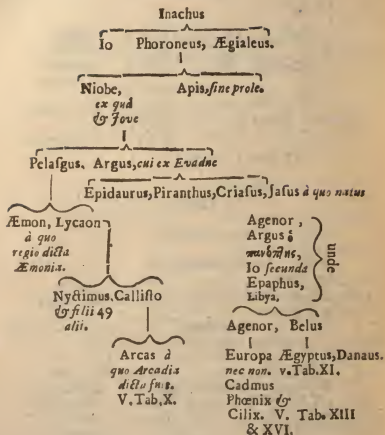 Inachus
Io Phoroneus, Ægialeus.
Niobe, Apis, ſine prole.
ex quâ
& Jove
Pelaſgus. Argus, cui ex Evadne
Epidaurus, Piranthus, Criaſus, Jaſus à quo natus
Æmon, Lycaon
à quo
regio dicta
Æmonia.
Nyctimus, Calliſto
& filii 49
alii.
Arcas à
quo Arcadia
dicta fuit.
V. Tab. X.
Agenor,
Argus ὁ
πανόπτης,
Io ſecunda
Epaphus,
Libya,
unde
Agenor, Belus
Europa Ægyptus, Danaus.
nec non. v. Tab. XI.
Cadmus
Phœnix &
Cilix. V. Tab. XIII
& XVI.